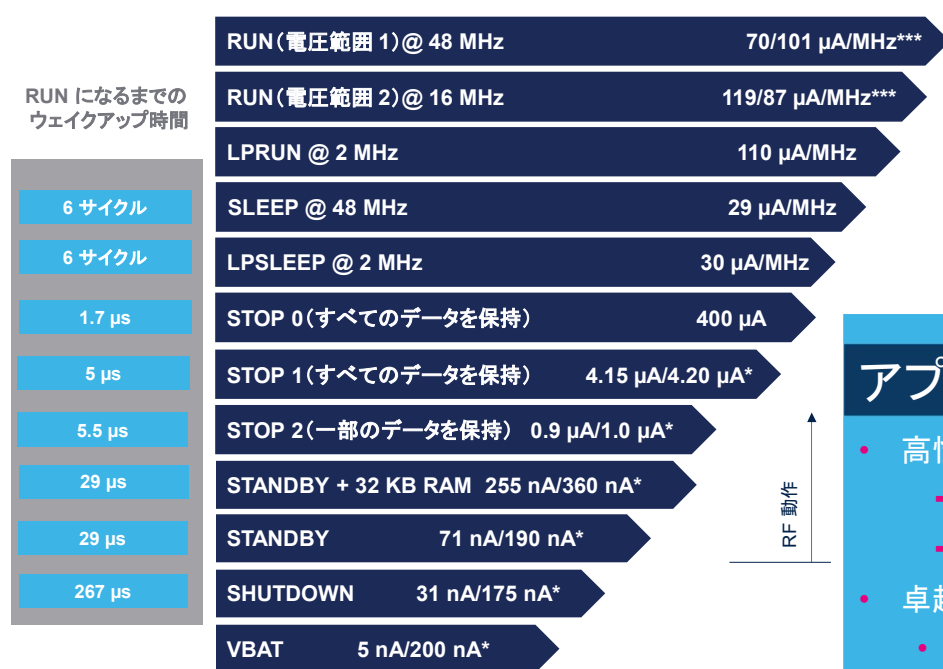 RUN(電圧範囲 1)@ 48 MHz 70/101 µA/MHz***
RUN になるまでの
ウェイクアップ時間
RUN(電圧範囲 2)@ 16 MHz 119/87 µA/MHz***
LPRUN @ 2 MHz 110 µA/MHz
6 サイクル SLEEP @ 48 MHz 29 µA/MHz
6 サイクル LPSLEEP @ 2 MHz 30 µA/MHz
1.7 µs STOP 0(すべてのデータを保持) 400 µA
5 µs STOP 1(すべてのデータを保持) 4.15 µA/4.20 µA*
5.5 µs STOP 2(一部のデータを保持) 0.9 µA/1.0 µA*
29 µs STANDBY + 32 KB RAM 255 nA/360 nA*
29 µs STANDBY 71 nA/190 nA*
267 µs SHUTDOWN 31 nA/175 nA*
VBAT 5 nA/200 nA*
RF 動作
アプ
• 高性
• 卓越